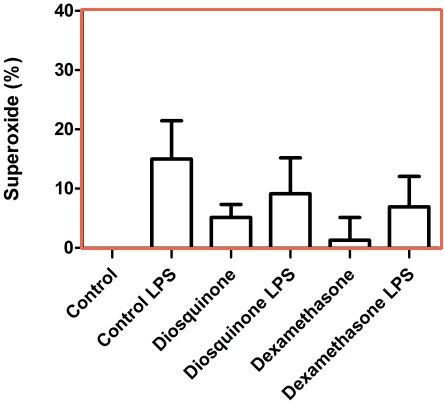 Superoxide (%)
40
30
20
10
0
Control
Control LPS
Diosquinone
Diosquinone LPS
Dexamethasone
Dexamethasone LPS